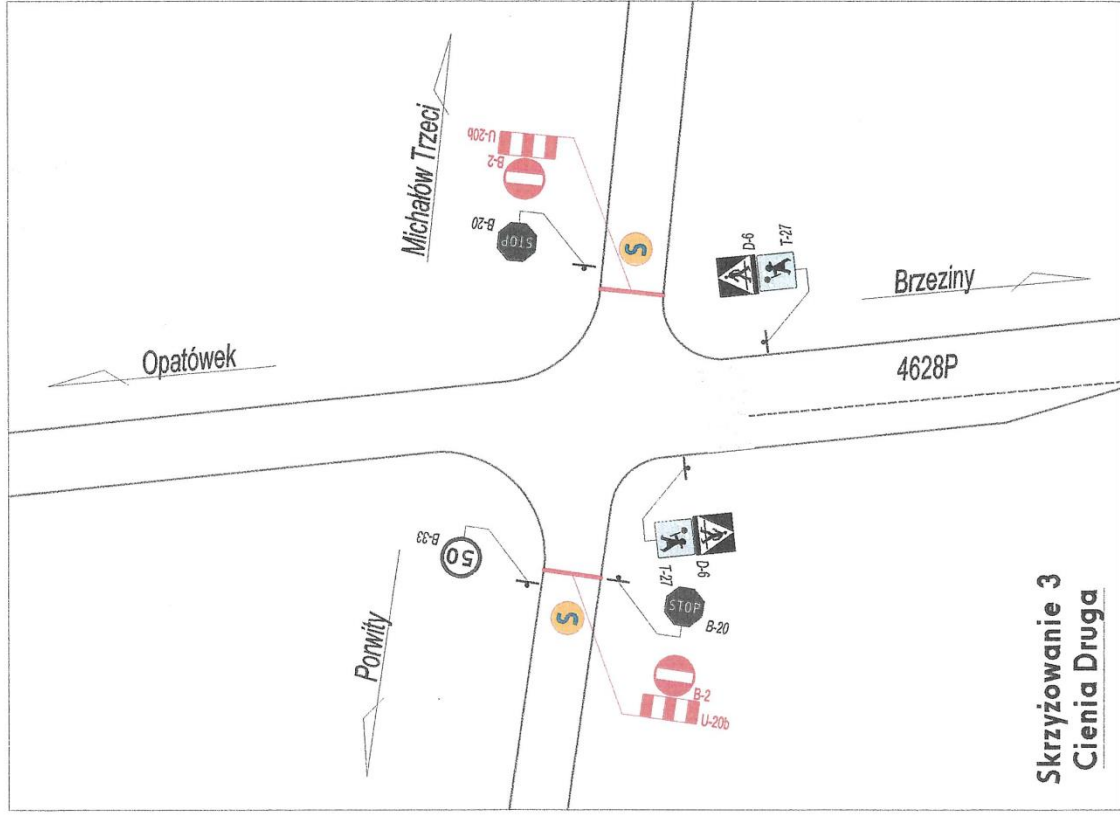 Michałów Trzeci
U-20b
B-2
STOP
B-20
S
Opatówek
D-6
T-27
Brzeziny
4628P
50
B-33
Porwity
S
T-27
D-6
STOP
B-20
B-2
U-20b
Skrzyżowanie 3
Cienia Druga